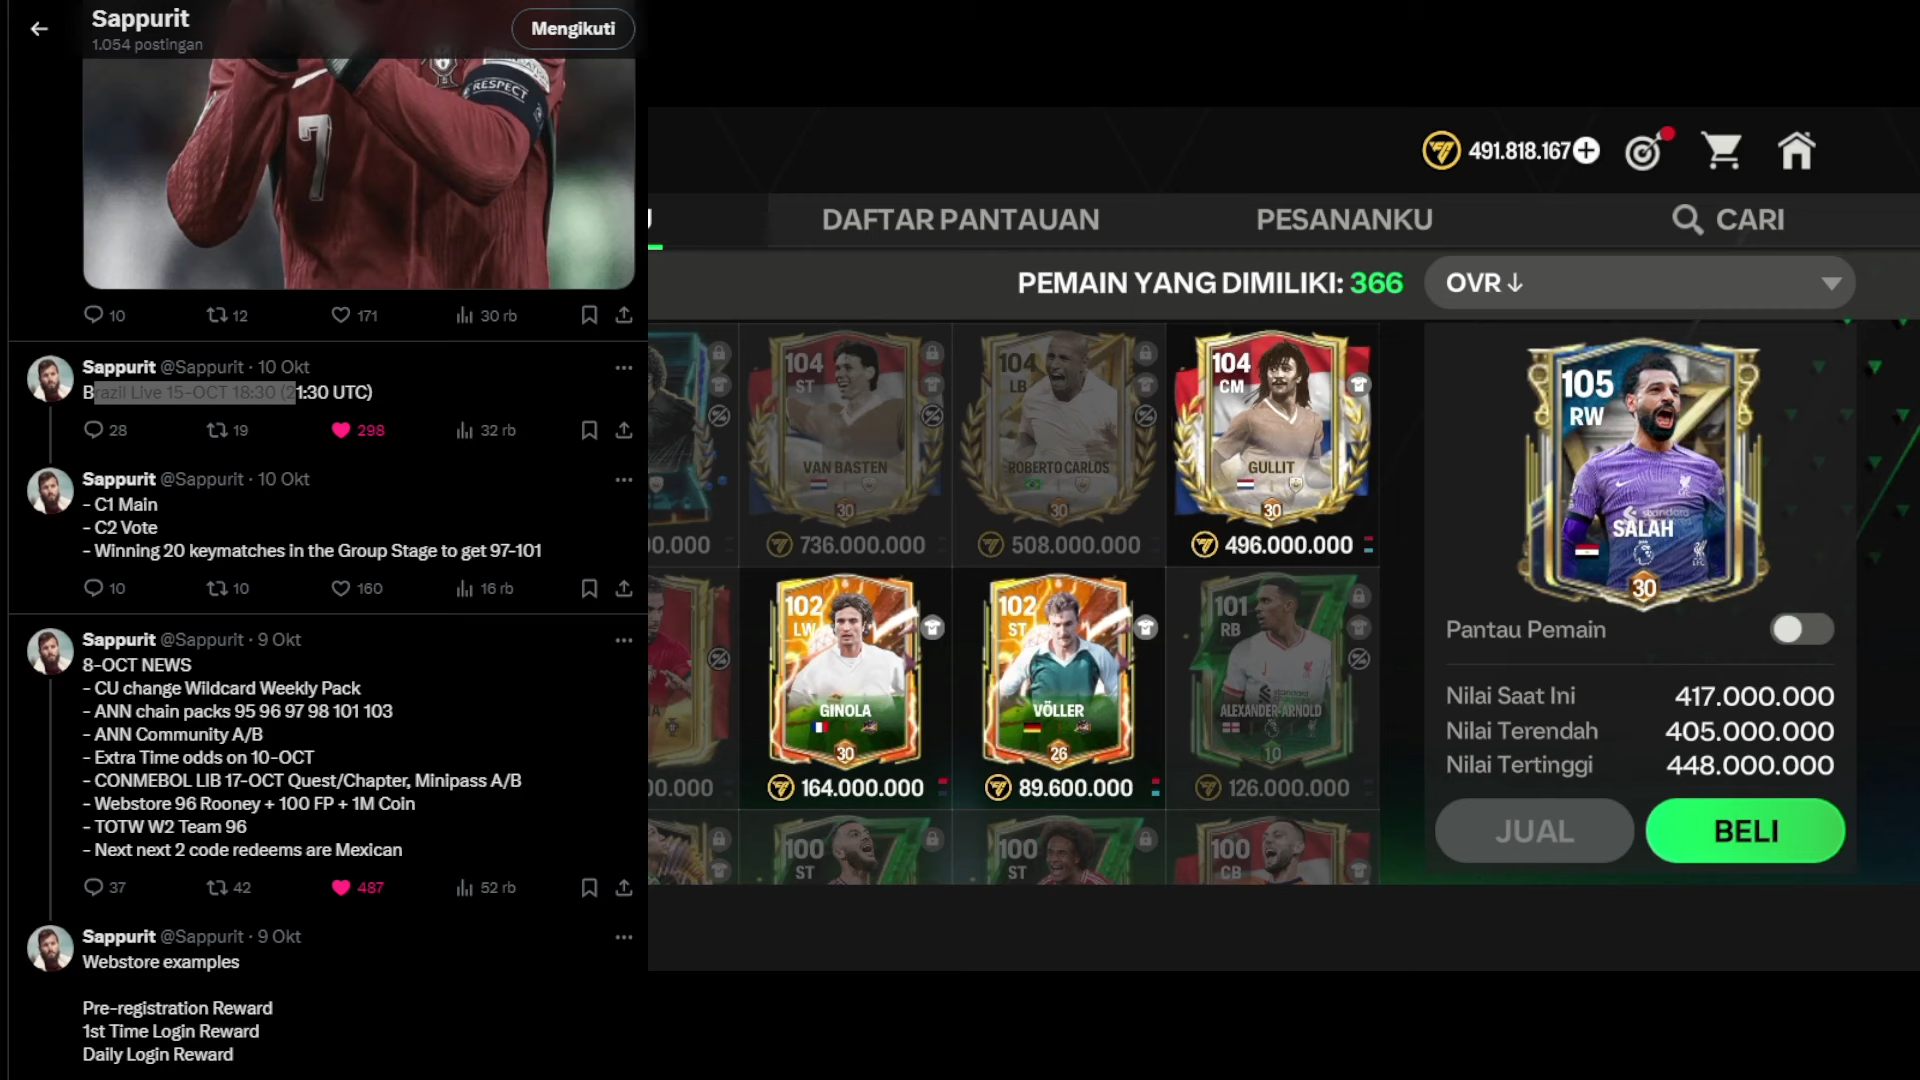 Sappurit
1.054 postingan
Mengikuti
RESPECT
7
10 12 171 30 rb
Sappurit @Sappurit · 10 Okt
Brazil Live 15-OCT 18:30 (21:30 UTC)
28 19 298 32 rb
Sappurit @Sappurit · 10 Okt
- C1 Main
- C2 Vote
- Winning 20 keymatches in the Group Stage to get 97-101
10 10 160 16 rb
Sappurit @Sappurit · 9 Okt
8-OCT NEWS
- CU change Wildcard Weekly Pack
- ANN chain packs 95 96 97 98 101 103
- ANN Community A/B
- Extra Time odds on 10-OCT
- CONMEBOL LIB 17-OCT Quest/Chapter, Minipass A/B
- Webstore 96 Rooney + 100 FP + 1M Coin
- TOTW W2 Team 96
- Next next 2 code redeems are Mexican
37 42 487 52 rb
Sappurit @Sappurit · 9 Okt
Webstore examples
Pre-registration Reward
1st Time Login Reward
Daily Login Reward
491.818.167
DAFTAR PANTAUAN PESANANKU CARI
PEMAIN YANG DIMILIKI: 366 OVR↓
104
ST
VAN BASTEN
30
736.000.000
104
LB
ROBERTO CARLOS
30
508.000.000
104
CM
GULLIT
30
496.000.000
102
LW
GINOLA
30
164.000.000
102
ST
VÖLLER
26
89.600.000
101
RB
ALEXANDER-ARNOLD
10
126.000.000
100
ST
100
ST
100
CB
105
RW
standard
SALAH
30
Pantau Pemain
Nilai Saat Ini 417.000.000
Nilai Terendah 405.000.000
Nilai Tertinggi 448.000.000
JUAL BELI